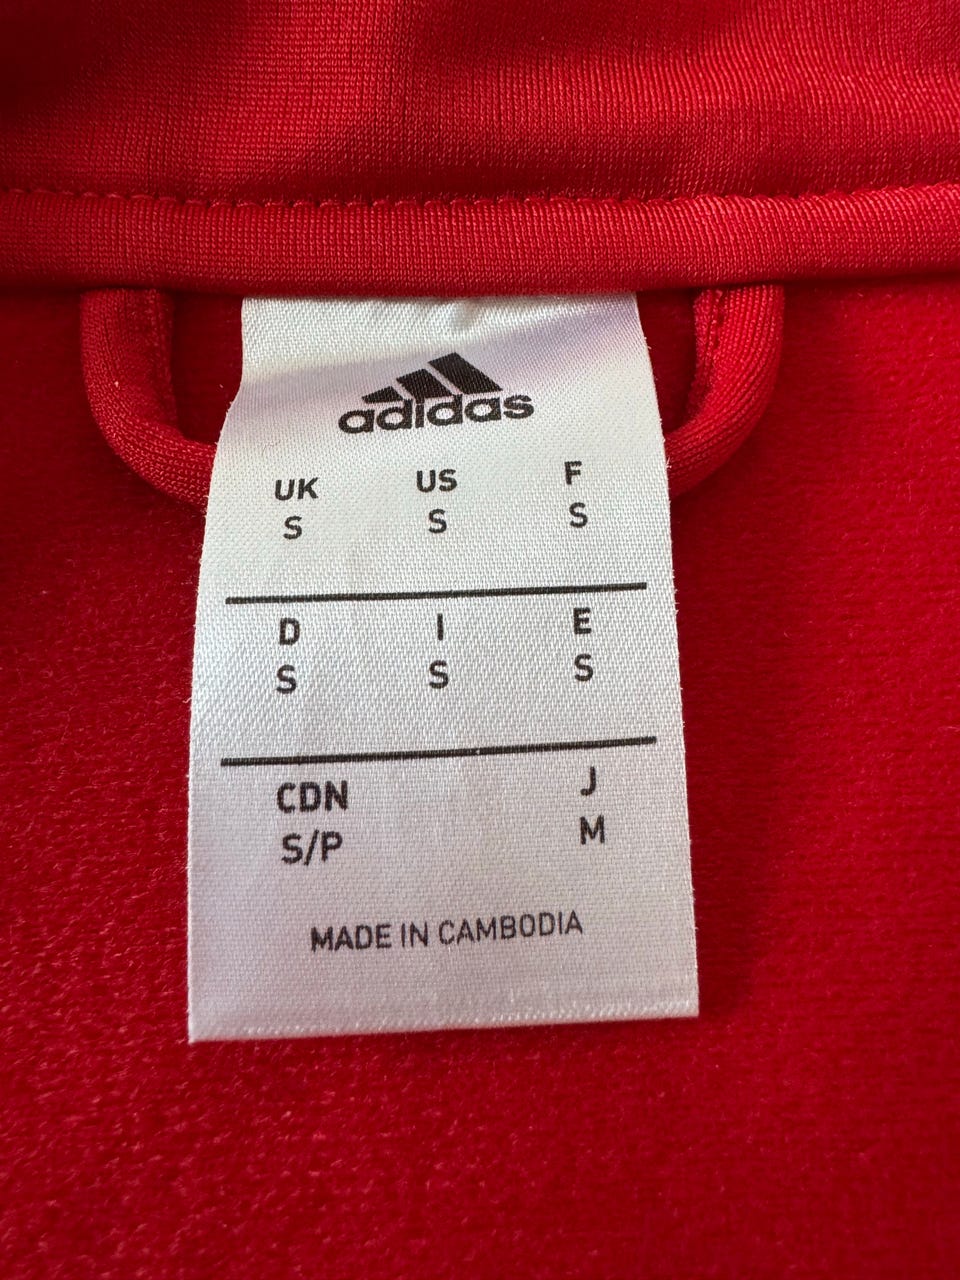 adidas
UK US F
S S S
D I E
S S S
CDN J
S/P M
MADE IN CAMBODIA